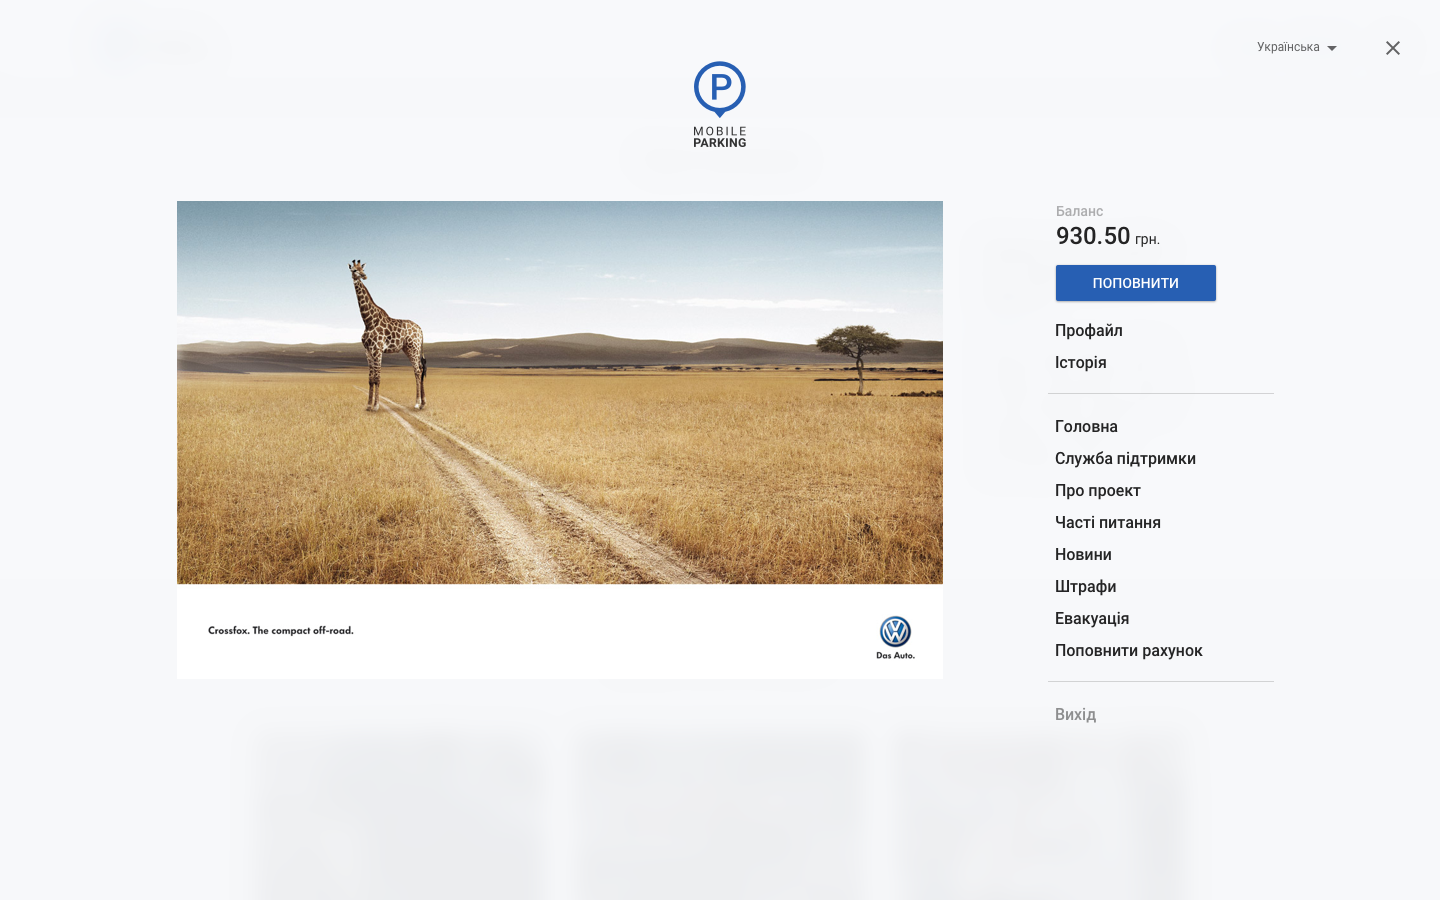 Українська
P
MOBILE
PARKING
Баланс
930.50 грн.
ПОПОВНИТИ
Профайл
Історія
Головна
Служба підтримки
Про проект
Часті питання
Новини
Штрафи
Евакуація
Поповнити рахунок
Вихід
Crossfox. The compact off-road.
Das Auto.